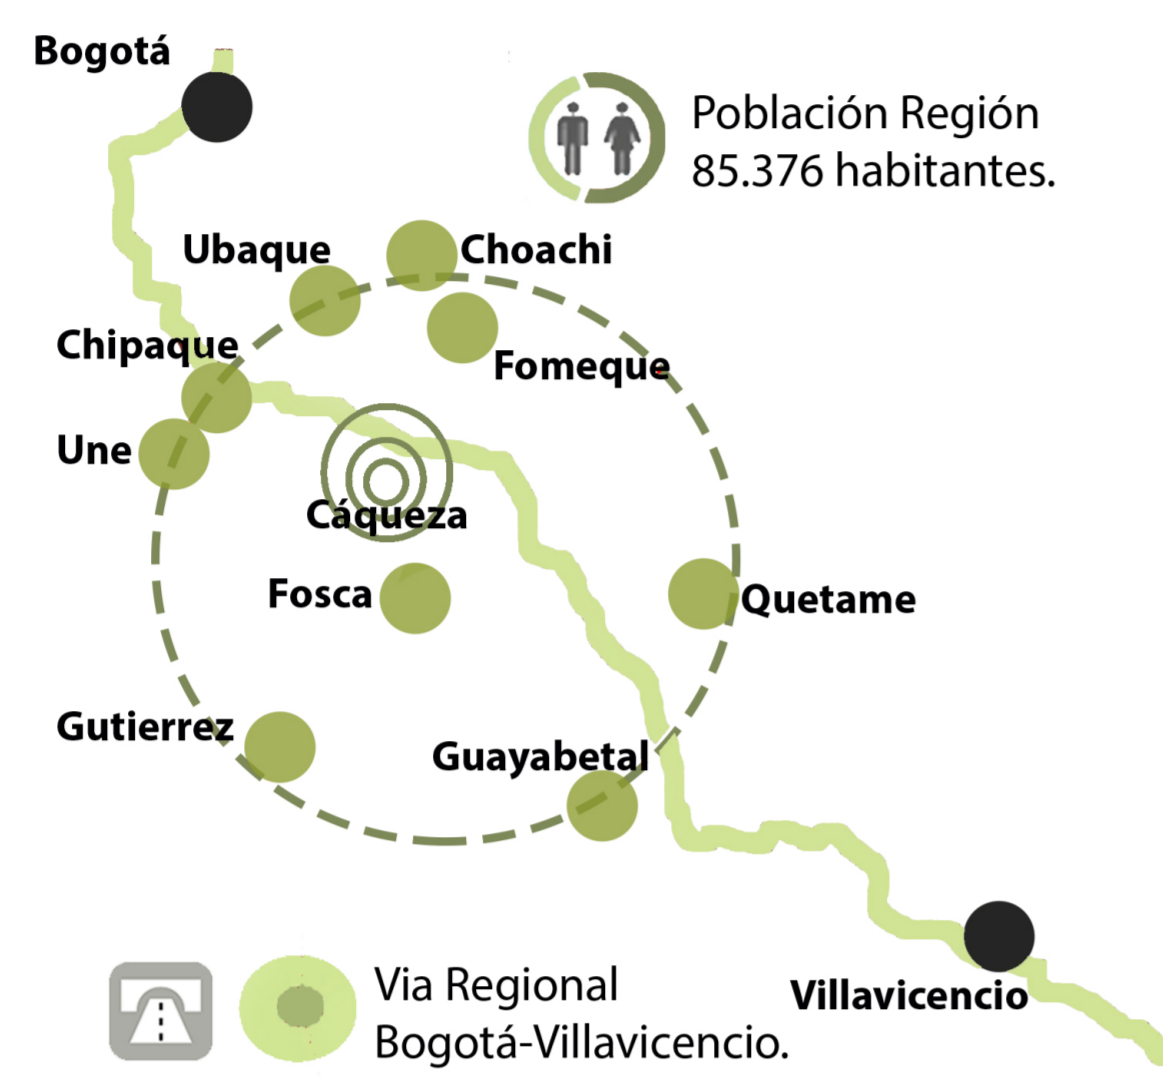 Bogotá
Población Región
85.376 habitantes.
Ubaque
Choachi
Chipaque
Fomeque
Une
Cáqueza
Fosca
Quetame
Gutierrez
Guayabetal
Via Regional
Bogotá-Villavicencio.
Villavicencio